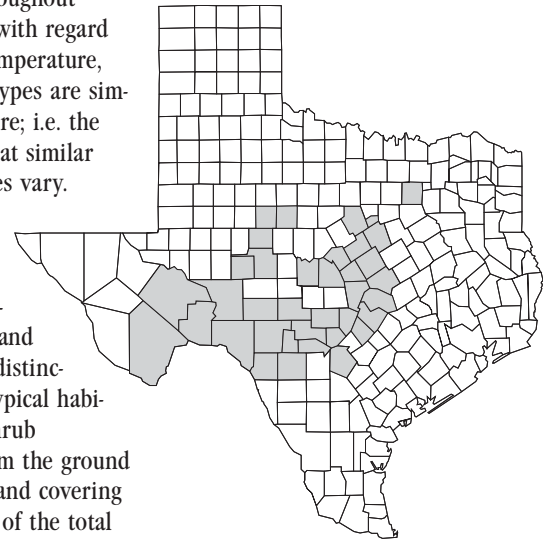 oughout
with regard
mperature,
ypes are sim-
re; i.e. the
at similar
es vary.
-
and
distinc-
ypical habi-
hrub
m the ground
and covering
of the total